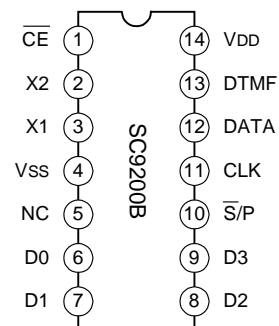 C̅E̅ 1 14 VDD
X2 2 13 DTMF
X1 3 12 DATA
VSS 4 11 CLK
NC 5 10 S̅/P
D0 6 9 D3
D1 7 8 D2
SC9200B